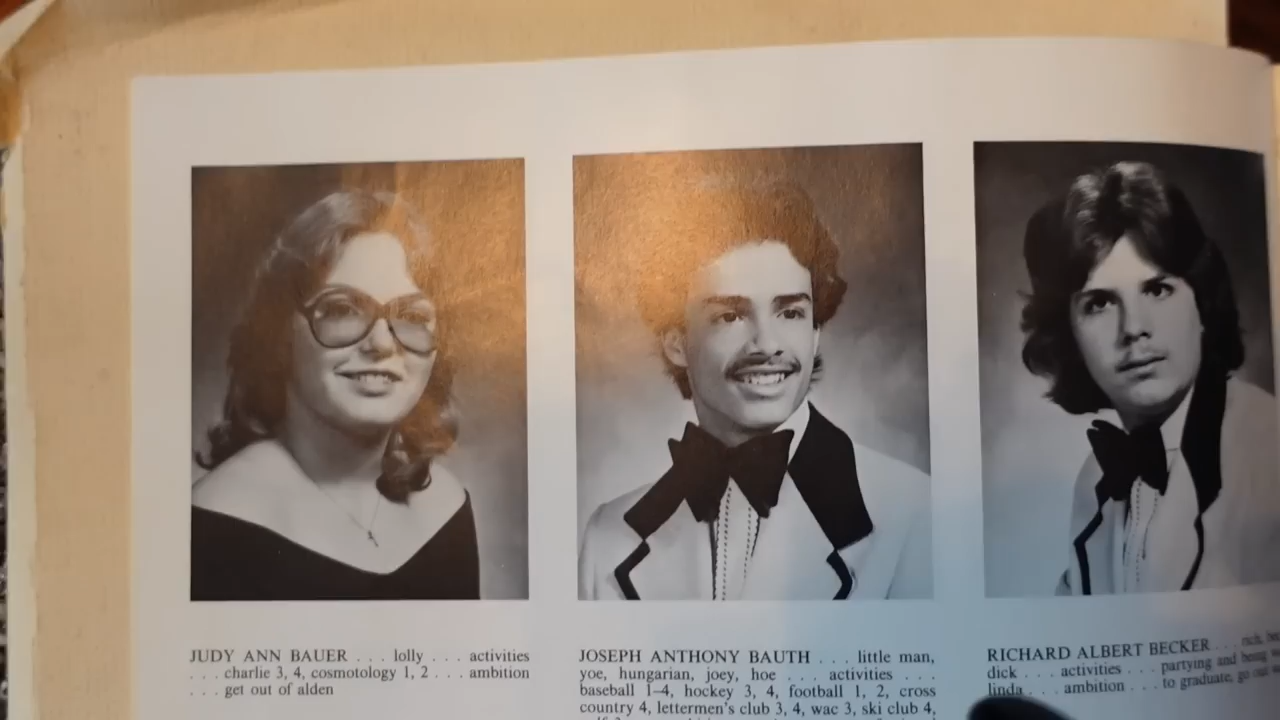 JUDY ANN BAUER . . . lolly . . . activities
. . . charlie 3, 4, cosmotology 1, 2 . . . ambition
. . . get out of alden
JOSEPH ANTHONY BAUTH . . . little man,
yoe, hungarian, joey, hoe . . . activities . . .
baseball 1–4, hockey 3, 4, football 1, 2, cross
country 4, lettermen's club 3, 4, wac 3, ski club 4,
RICHARD ALBERT BECKER . . . rich,
dick . . . activities . . . partying and being
linda . . . ambition . . . to graduate, go out